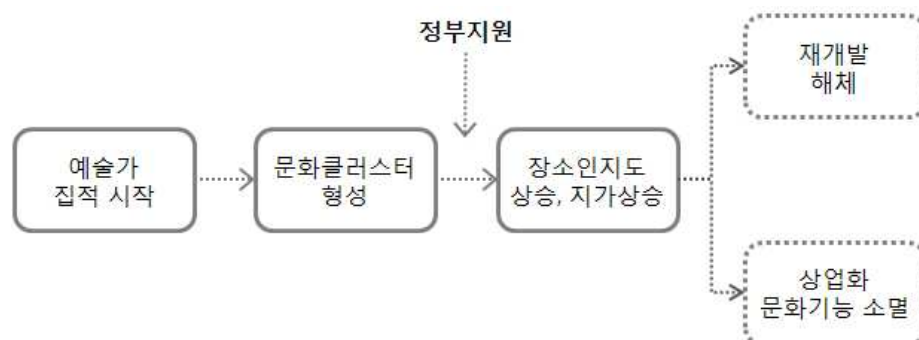 정부지원
예술가
집적 시작
문화클러스터
형성
장소인지도
상승, 지가상승
재개발
해체
상업화
문화기능 소멸